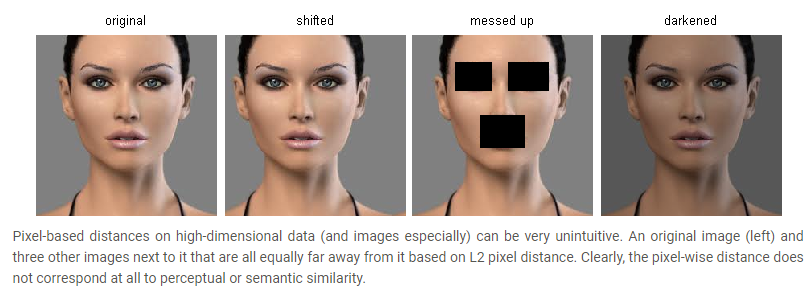 original shifted messed up darkened
Pixel-based distances on high-dimensional data (and images especially) can be very unintuitive. An original image (left) and
three other images next to it that are all equally far away from it based on L2 pixel distance. Clearly, the pixel-wise distance does
not correspond at all to perceptual or semantic similarity.